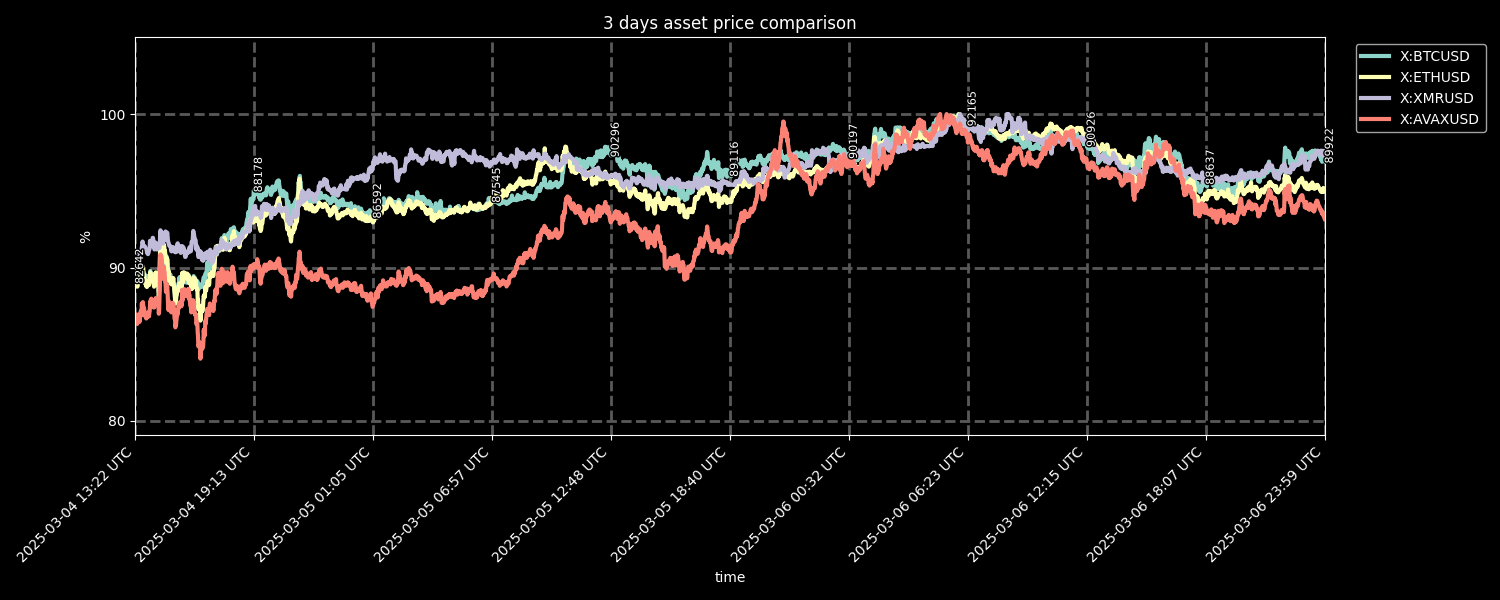 3 days asset price comparison
X:BTCUSD
X:ETHUSD
X:XMRUSD
X:AVAXUSD
%
100
90
80
82642
88178
86592
87545
90296
89116
90197
92165
90926
88637
89922
2025-03-04 13:22 UTC
2025-03-04 19:13 UTC
2025-03-05 01:05 UTC
2025-03-05 06:57 UTC
2025-03-05 12:48 UTC
2025-03-05 18:40 UTC
2025-03-06 00:32 UTC
2025-03-06 06:23 UTC
2025-03-06 12:15 UTC
2025-03-06 18:07 UTC
2025-03-06 23:59 UTC
time